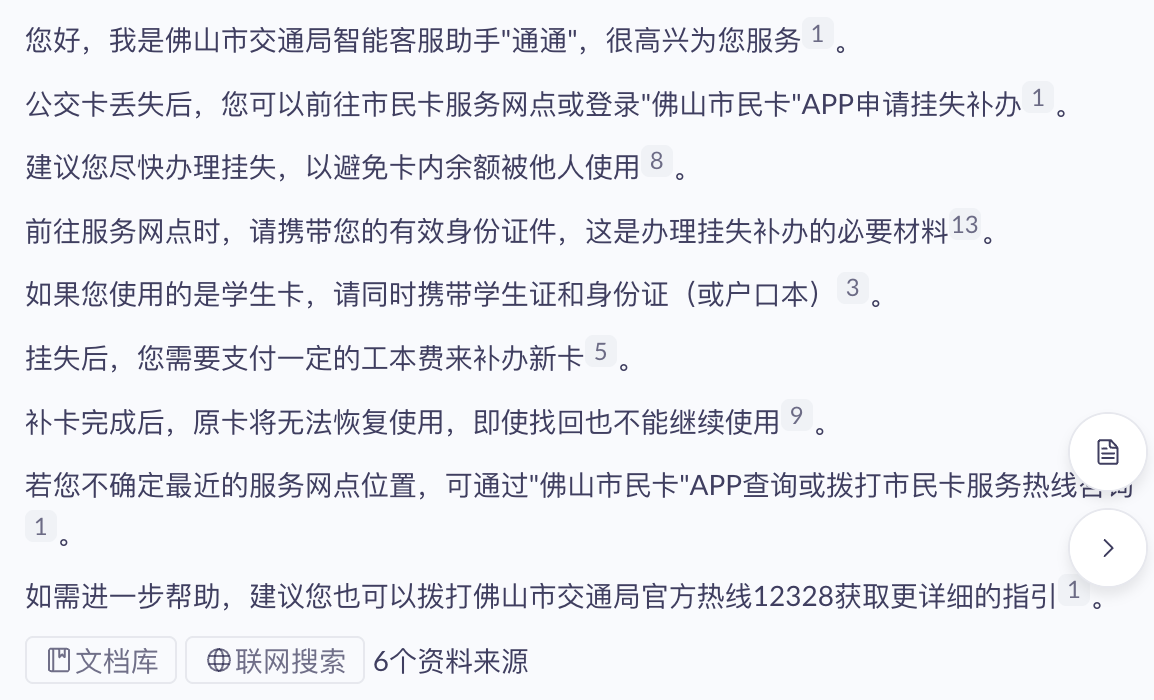 您好，我是佛山市交通局智能客服助手"通通"，很高兴为您服务 1 。
公交卡丢失后，您可以前往市民卡服务网点或登录"佛山市民卡"APP申请挂失补办 1 。
建议您尽快办理挂失，以避免卡内余额被他人使用 8 。
前往服务网点时，请携带您的有效身份证件，这是办理挂失补办的必要材料 13 。
如果您使用的是学生卡，请同时携带学生证和身份证（或户口本） 3 。
挂失后，您需要支付一定的工本费来补办新卡 5 。
补卡完成后，原卡将无法恢复使用，即使找回也不能继续使用 9 。
若您不确定最近的服务网点位置，可通过"佛山市民卡"APP查询或拨打市民卡服务热线咨询
1 。
如需进一步帮助，建议您也可以拨打佛山市交通局官方热线12328获取更详细的指引 1 。
文档库 联网搜索 6个资料来源